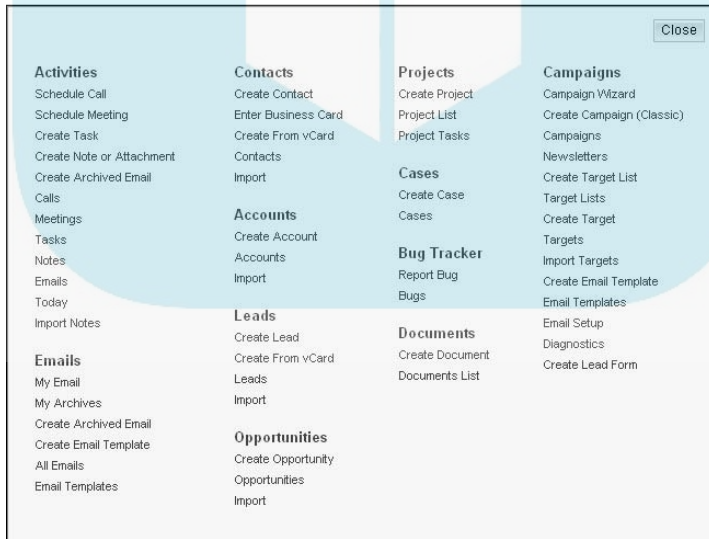 Close
Activities
Schedule Call
Schedule Meeting
Create Task
Create Note or Attachment
Create Archived Email
Calls
Meetings
Tasks
Notes
Emails
Today
Import Notes
Emails
My Email
My Archives
Create Archived Email
Create Email Template
All Emails
Email Templates
Contacts
Create Contact
Enter Business Card
Create From vCard
Contacts
Import
Accounts
Create Account
Accounts
Import
Leads
Create Lead
Create From vCard
Leads
Import
Opportunities
Create Opportunity
Opportunities
Import
Projects
Create Project
Project List
Project Tasks
Cases
Create Case
Cases
Bug Tracker
Report Bug
Bugs
Documents
Create Document
Documents List
Campaigns
Campaign Wizard
Create Campaign (Classic)
Campaigns
Newsletters
Create Target List
Target Lists
Create Target
Targets
Import Targets
Create Email Template
Email Templates
Email Setup
Diagnostics
Create Lead Form